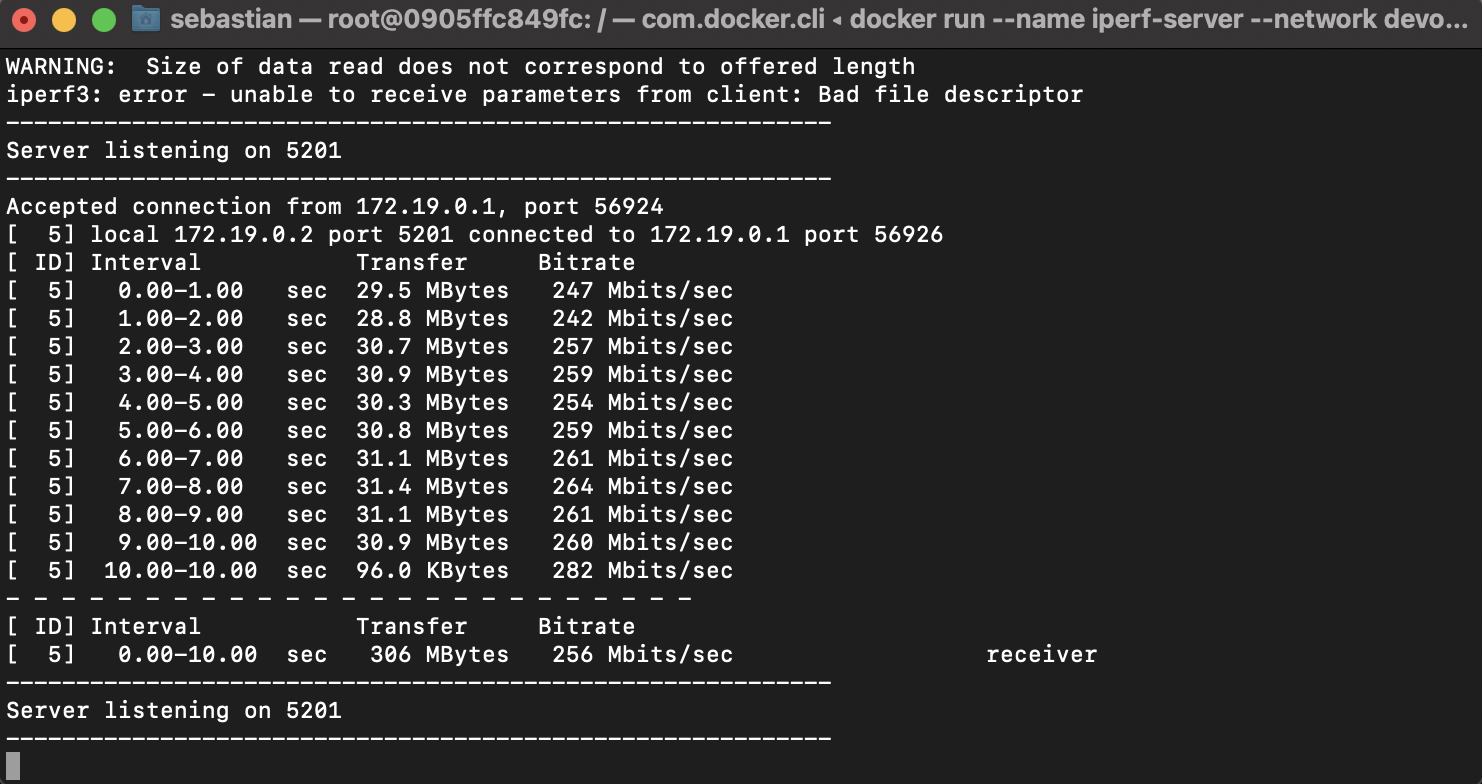 sebastian — root@0905ffc849fc: / — com.docker.cli ◂ docker run --name iperf-server --network devo...
WARNING:  Size of data read does not correspond to offered length
iperf3: error - unable to receive parameters from client: Bad file descriptor
-----------------------------------------------------------
Server listening on 5201
-----------------------------------------------------------
Accepted connection from 172.19.0.1, port 56924
[  5] local 172.19.0.2 port 5201 connected to 172.19.0.1 port 56926
[ ID] Interval           Transfer     Bitrate
[  5]   0.00-1.00   sec  29.5 MBytes   247 Mbits/sec
[  5]   1.00-2.00   sec  28.8 MBytes   242 Mbits/sec
[  5]   2.00-3.00   sec  30.7 MBytes   257 Mbits/sec
[  5]   3.00-4.00   sec  30.9 MBytes   259 Mbits/sec
[  5]   4.00-5.00   sec  30.3 MBytes   254 Mbits/sec
[  5]   5.00-6.00   sec  30.8 MBytes   259 Mbits/sec
[  5]   6.00-7.00   sec  31.1 MBytes   261 Mbits/sec
[  5]   7.00-8.00   sec  31.4 MBytes   264 Mbits/sec
[  5]   8.00-9.00   sec  31.1 MBytes   261 Mbits/sec
[  5]   9.00-10.00  sec  30.9 MBytes   260 Mbits/sec
[  5]  10.00-10.00  sec  96.0 KBytes   282 Mbits/sec
- - - - - - - - - - - - - - - - - - - - - - - - -
[ ID] Interval           Transfer     Bitrate
[  5]   0.00-10.00  sec   306 MBytes   256 Mbits/sec                  receiver
-----------------------------------------------------------
Server listening on 5201
-----------------------------------------------------------